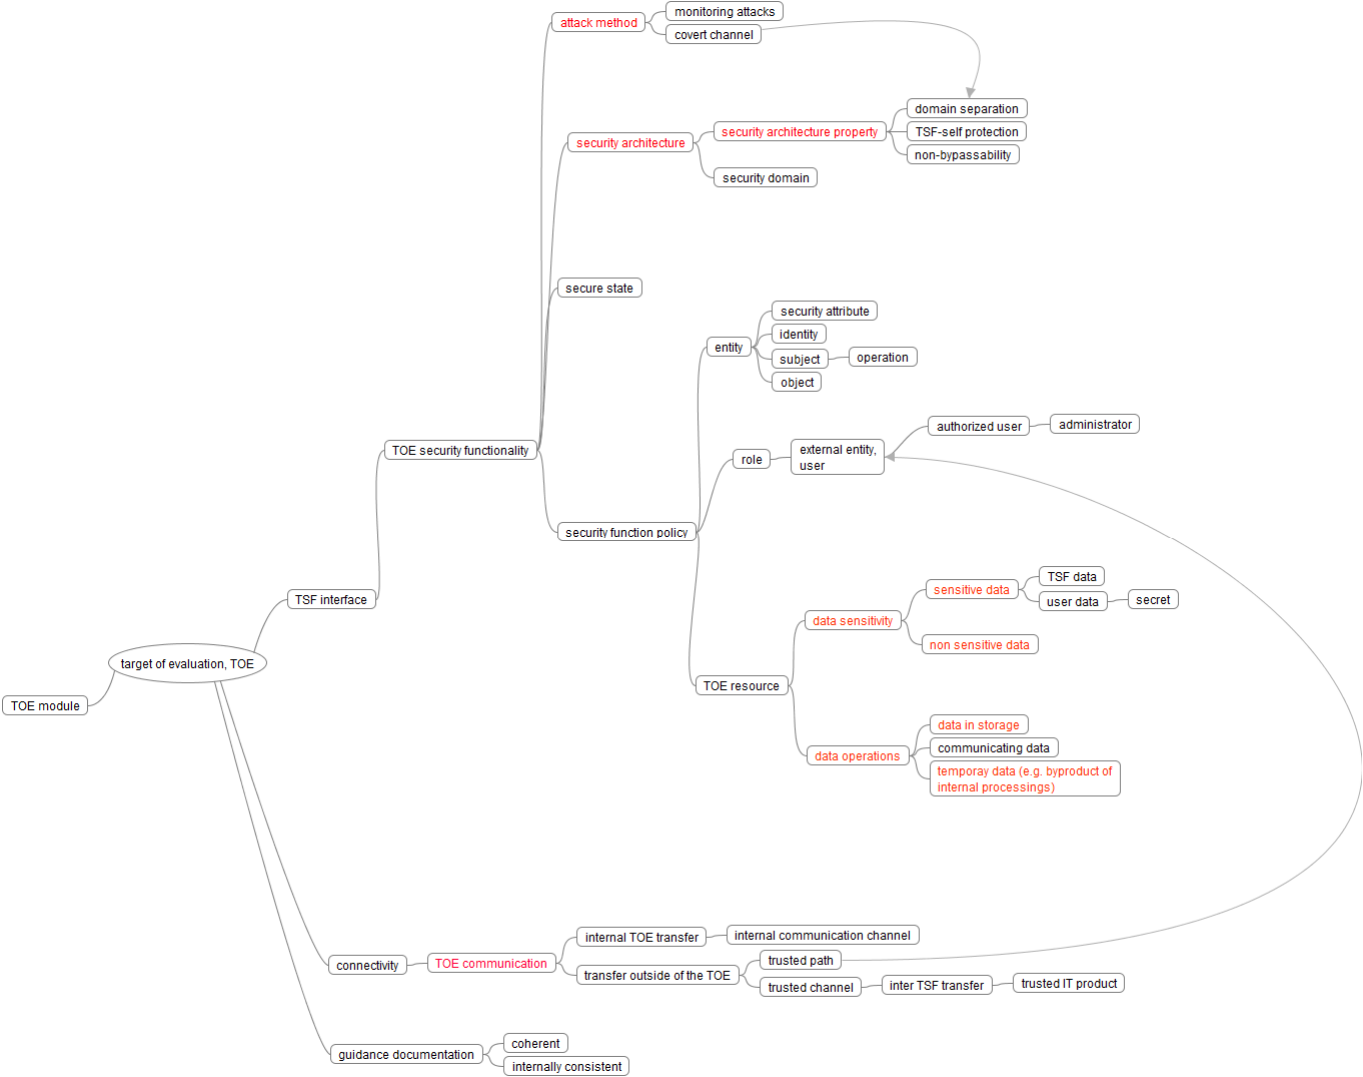 attack method
monitoring attacks
covert channel
security architecture
security architecture property
domain separation
TSF-self protection
non-bypassability
security domain
secure state
entity
security attribute
identity
subject
operation
object
TOE security functionality
role
external entity,
user
authorized user
administrator
security function policy
TSF interface
data sensitivity
sensitive data
TSF data
user data
secret
non sensitive data
target of evaluation, TOE
TOE module
TOE resource
data operations
data in storage
communicating data
temporay data (e.g. byproduct of
internal processings)
connectivity
TOE communication
internal TOE transfer
internal communication channel
transfer outside of the TOE
trusted path
trusted channel
inter TSF transfer
trusted IT product
guidance documentation
coherent
internally consistent